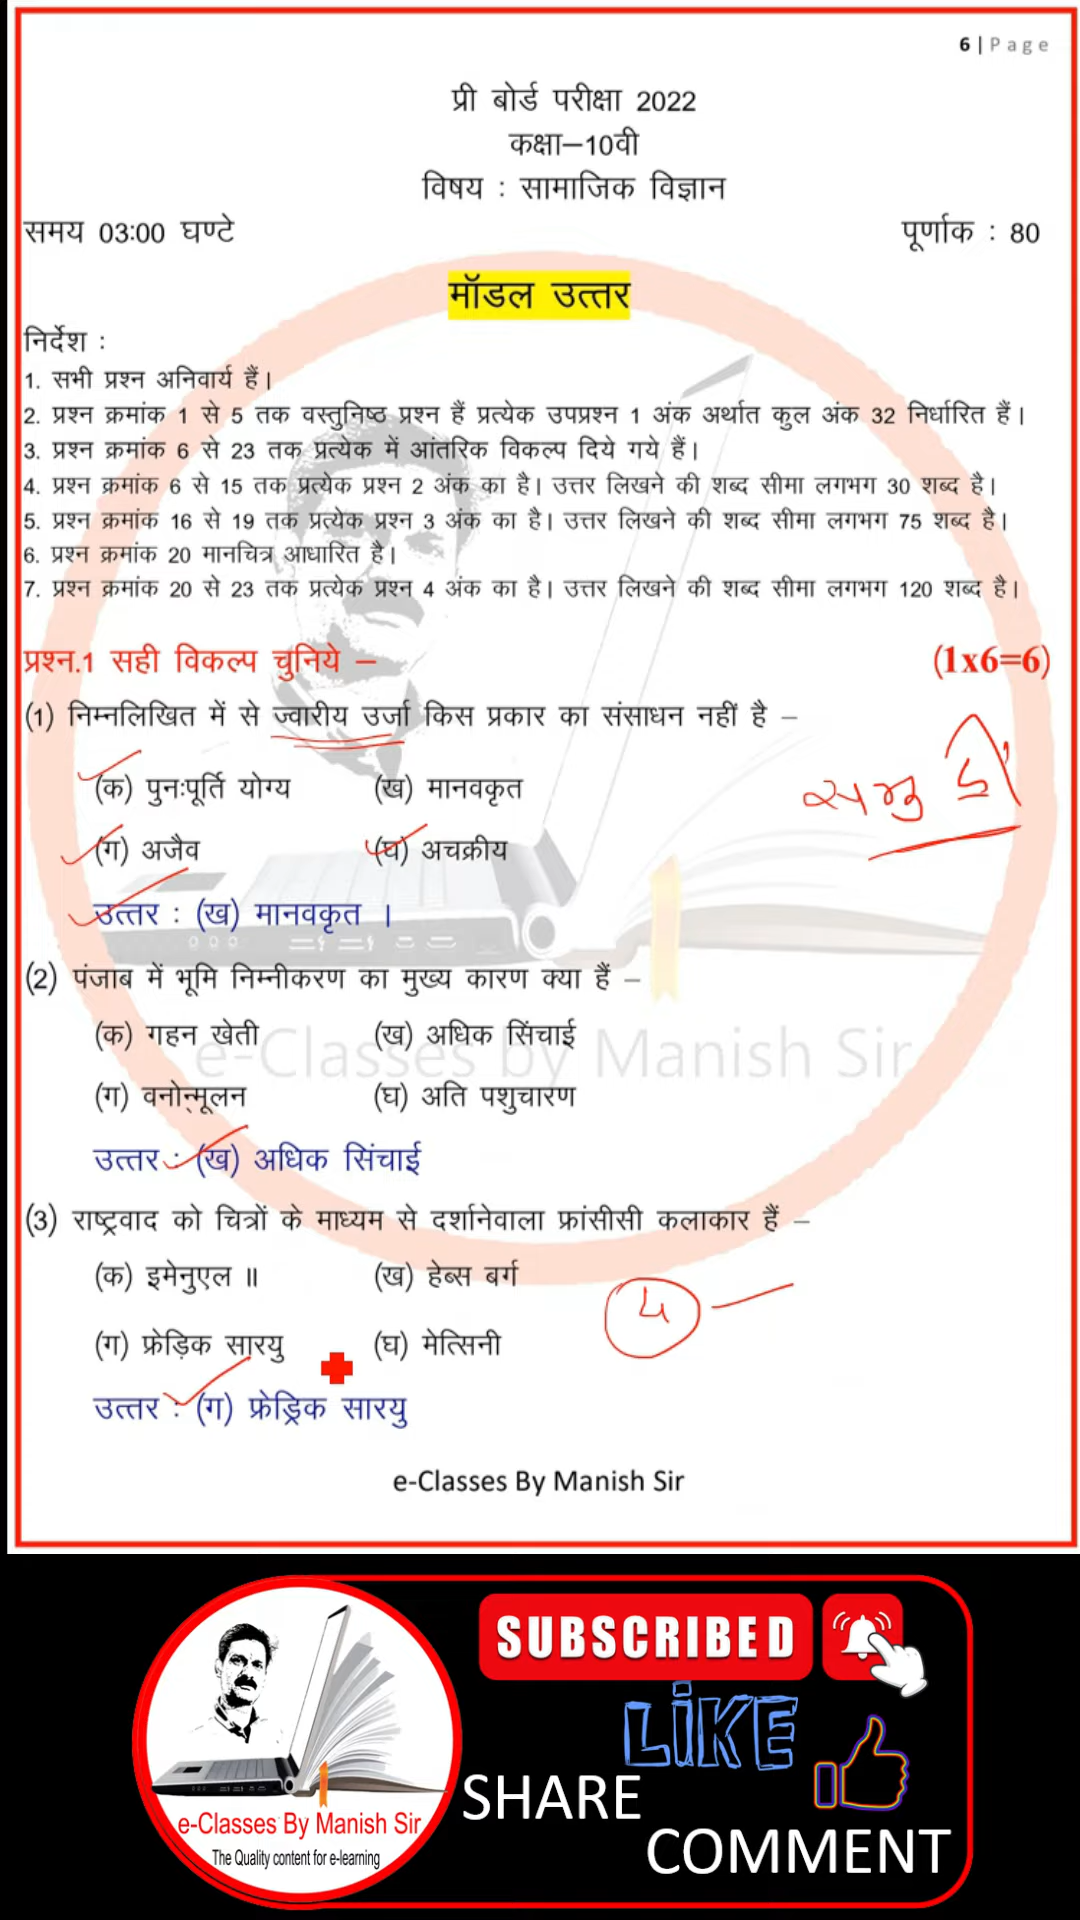 6 | Page
प्री बोर्ड परीक्षा 2022
कक्षा–10वी
विषय : सामाजिक विज्ञान
समय 03:00 घण्टे पूर्णाक : 80
मॉडल उत्तर
निर्देश :
1. सभी प्रश्न अनिवार्य हैं।
2. प्रश्न क्रमांक 1 से 5 तक वस्तुनिष्ठ प्रश्न हैं प्रत्येक उपप्रश्न 1 अंक अर्थात कुल अंक 32 निर्धारित हैं।
3. प्रश्न क्रमांक 6 से 23 तक प्रत्येक में आंतरिक विकल्प दिये गये हैं।
4. प्रश्न क्रमांक 6 से 15 तक प्रत्येक प्रश्न 2 अंक का है। उत्तर लिखने की शब्द सीमा लगभग 30 शब्द है।
5. प्रश्न क्रमांक 16 से 19 तक प्रत्येक प्रश्न 3 अंक का है। उत्तर लिखने की शब्द सीमा लगभग 75 शब्द है।
6. प्रश्न क्रमांक 20 मानचित्र आधारित है।
7. प्रश्न क्रमांक 20 से 23 तक प्रत्येक प्रश्न 4 अंक का है। उत्तर लिखने की शब्द सीमा लगभग 120 शब्द है।
प्रश्न.1 सही विकल्प चुनिये – (1x6=6)
(1) निम्नलिखित में से ज्वारीय उर्जा किस प्रकार का संसाधन नहीं है –
(क) पुनःपूर्ति योग्य (ख) मानवकृत
(ग) अजैव (घ) अचक्रीय
उत्तर : (ख) मानवकृत ।
(2) पंजाब में भूमि निम्नीकरण का मुख्य कारण क्या हैं –
(क) गहन खेती (ख) अधिक सिंचाई
e-Classes by Manish Sir
(ग) वनोन्मूलन (घ) अति पशुचारण
उत्तर : (ख) अधिक सिंचाई
(3) राष्ट्रवाद को चित्रों के माध्यम से दर्शानेवाला फ्रांसीसी कलाकार हैं –
(क) इमेनुएल ॥ (ख) हेब्स बर्ग
(ग) फ्रेड़िक सारयु (घ) मेत्सिनी
उत्तर : (ग) फ्रेड्रिक सारयु
e-Classes By Manish Sir
SUBSCRIBED
LIKE
SHARE
COMMENT
e-Classes By Manish Sir
The Quality content for e-learning